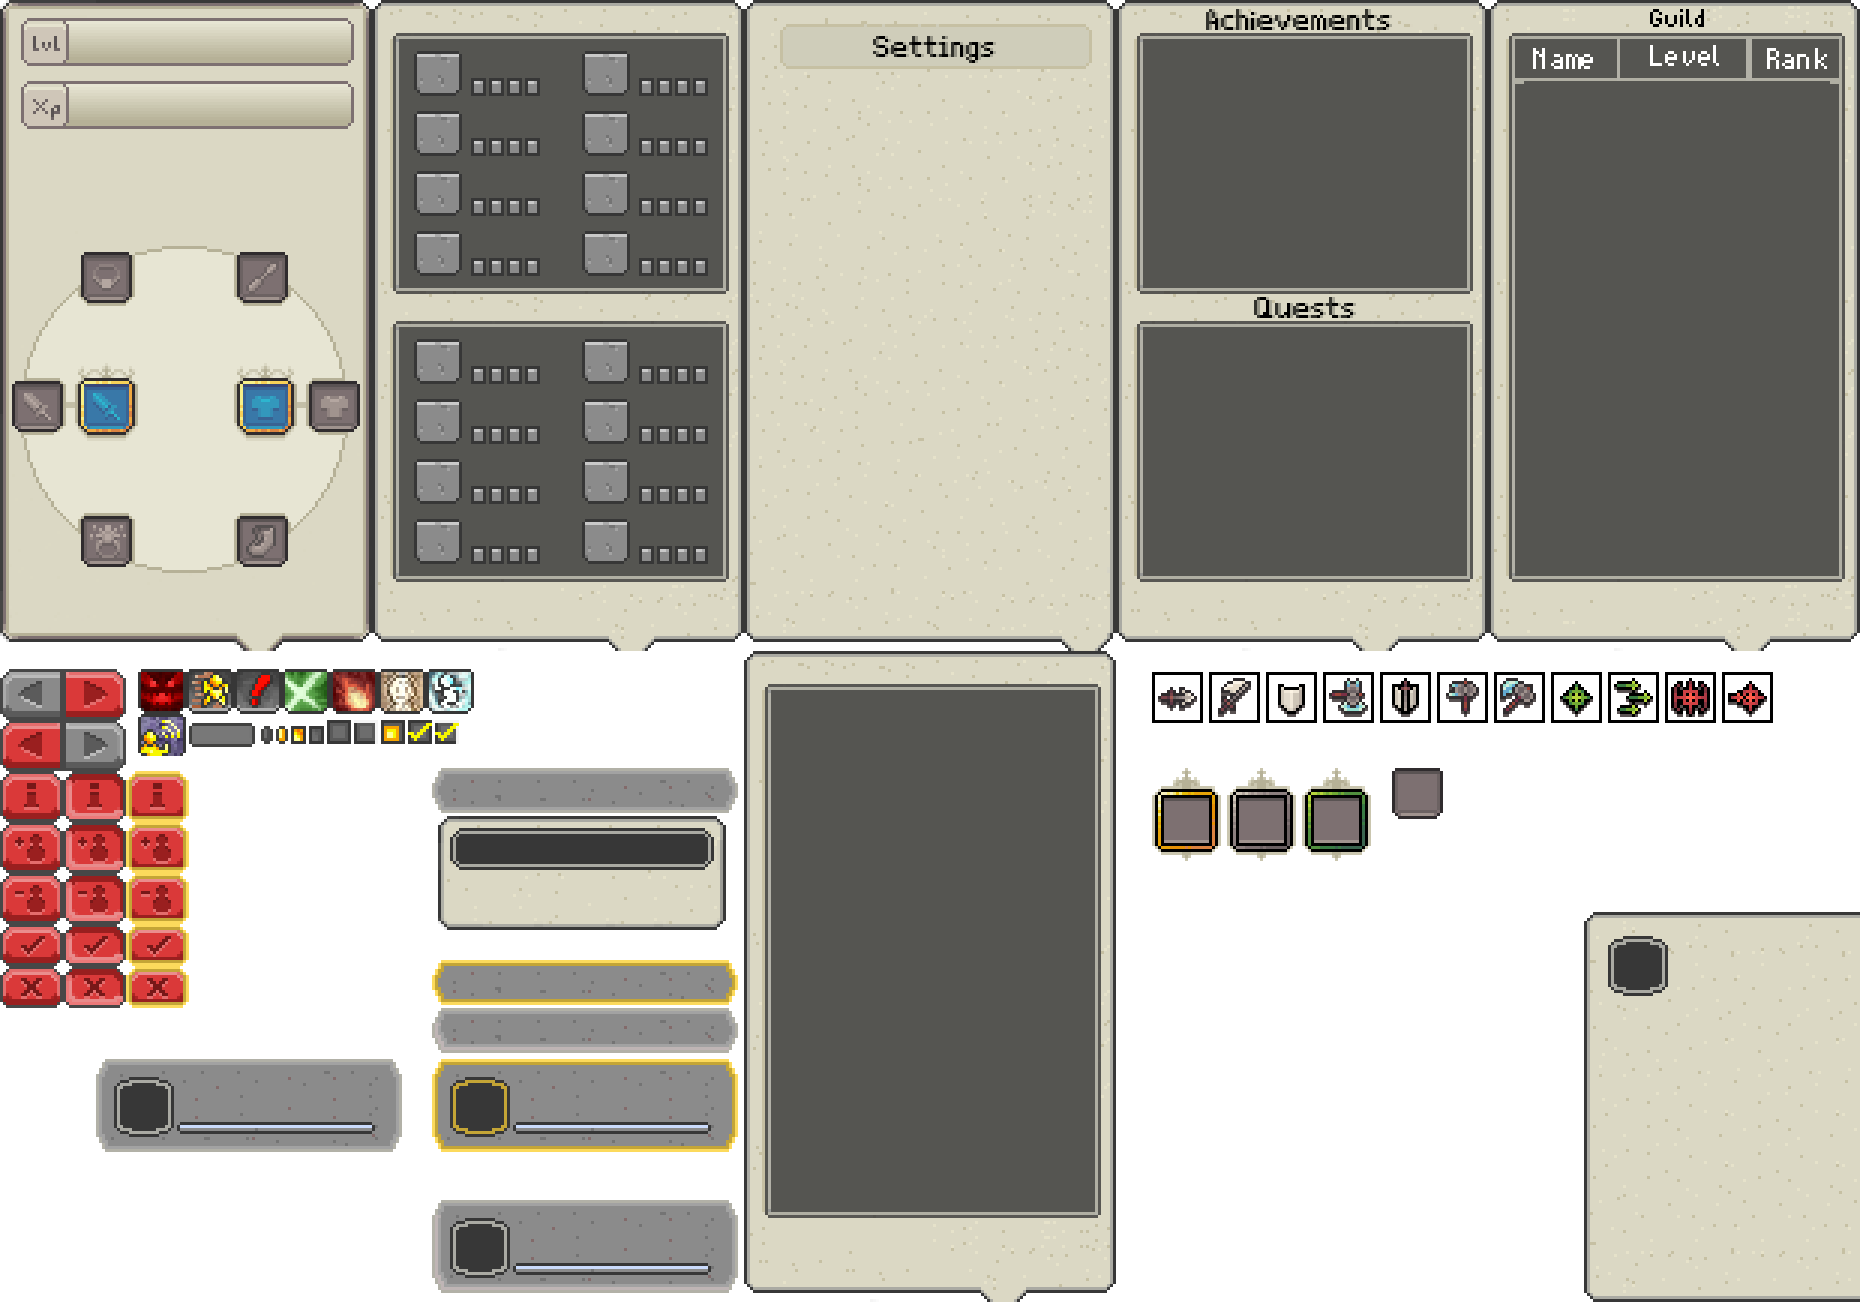 Lvl
Xp
Settings
Achievements
Quests
Guild
Name Level Rank